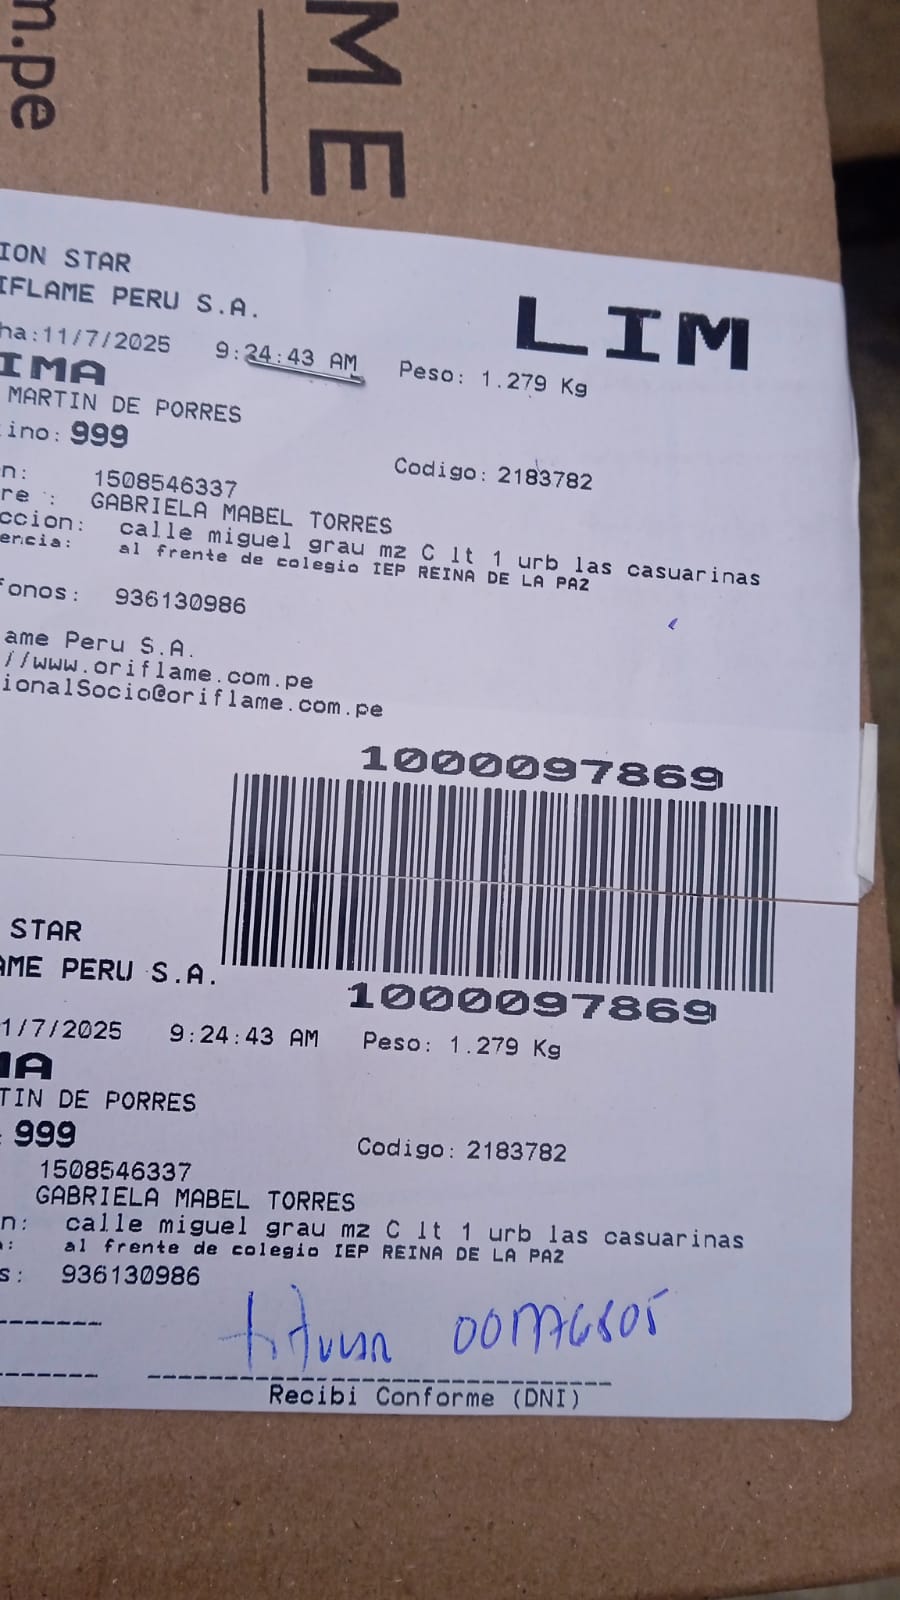 m.pe
ME
ION STAR
IFLAME PERU S.A.
LIM
ha:11/7/2025 9:24:43 AM Peso: 1.279 Kg
IMA
MARTIN DE PORRES
ino: 999 Codigo: 2183782
n: 1508546337
re : GABRIELA MABEL TORRES
ccion: calle miguel grau mz C lt 1 urb las casuarinas
encia: al frente de colegio IEP REINA DE LA PAZ
fonos: 936130986
ame Peru S.A.
//www.oriflame.com.pe
ionalSocio@oriflame.com.pe
1000097869
STAR
AME PERU S.A.
1000097869
1/7/2025 9:24:43 AM Peso: 1.279 Kg
MA
TIN DE PORRES
: 999 Codigo: 2183782
1508546337
GABRIELA MABEL TORRES
n: calle miguel grau mz C lt 1 urb las casuarinas
a: al frente de colegio IEP REINA DE LA PAZ
s: 936130986
Recibi Conforme (DNI)